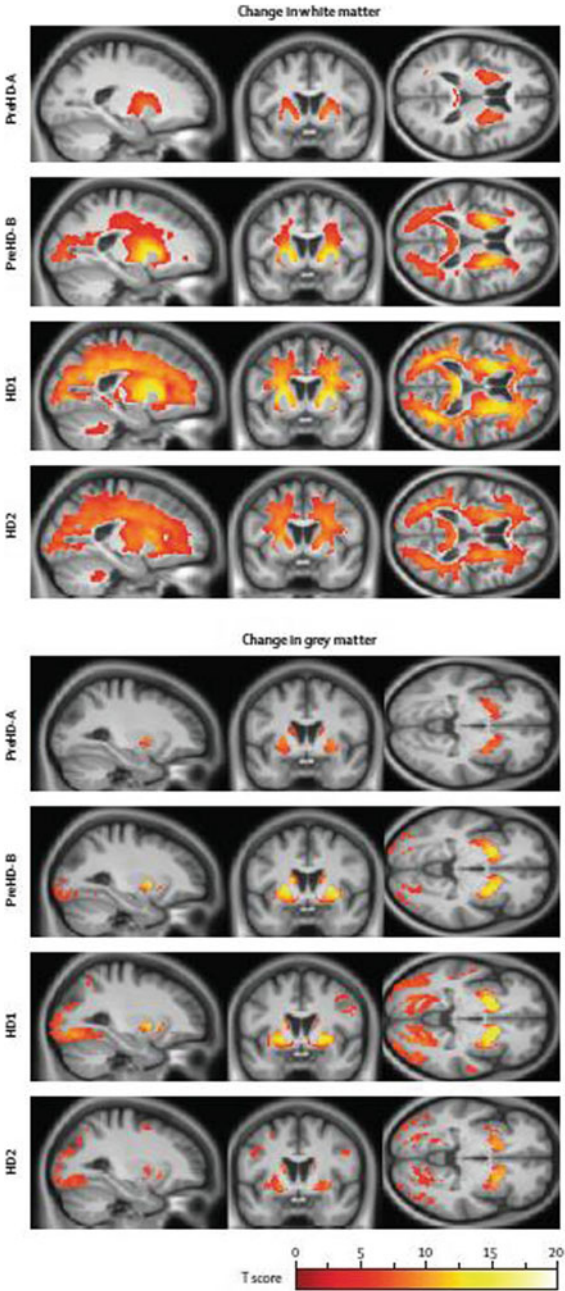 Change in white matter
PreHD-A
PreHD-B
HD1
HD2
Change in grey matter
PreHD-A
PreHD-B
HD1
HD2
0 5 10 15 20
T score